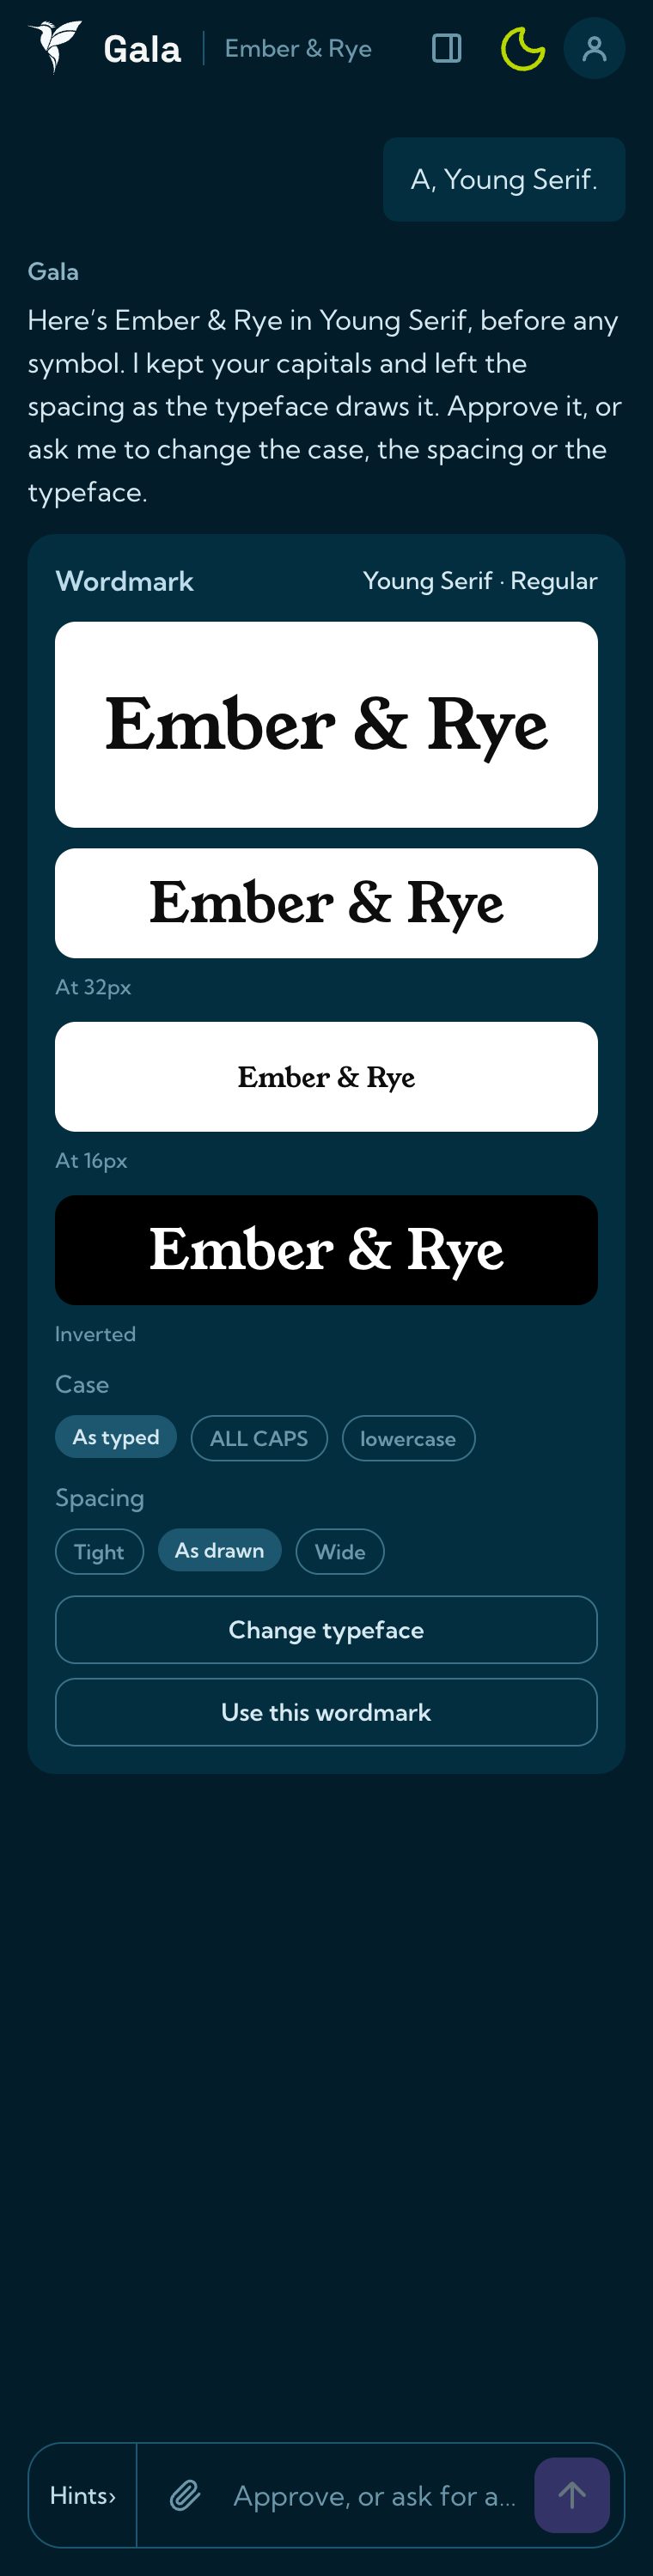 Gala
Ember & Rye
A, Young Serif.
Gala
Here’s Ember & Rye in Young Serif, before any
symbol. I kept your capitals and left the
spacing as the typeface draws it. Approve it, or
ask me to change the case, the spacing or the
typeface.
Wordmark
Young Serif · Regular
Ember & Rye
Ember & Rye
At 32px
Ember & Rye
At 16px
Ember & Rye
Inverted
Case
As typed
ALL CAPS
lowercase
Spacing
Tight
As drawn
Wide
Change typeface
Use this wordmark
Hints›
Approve, or ask for a...